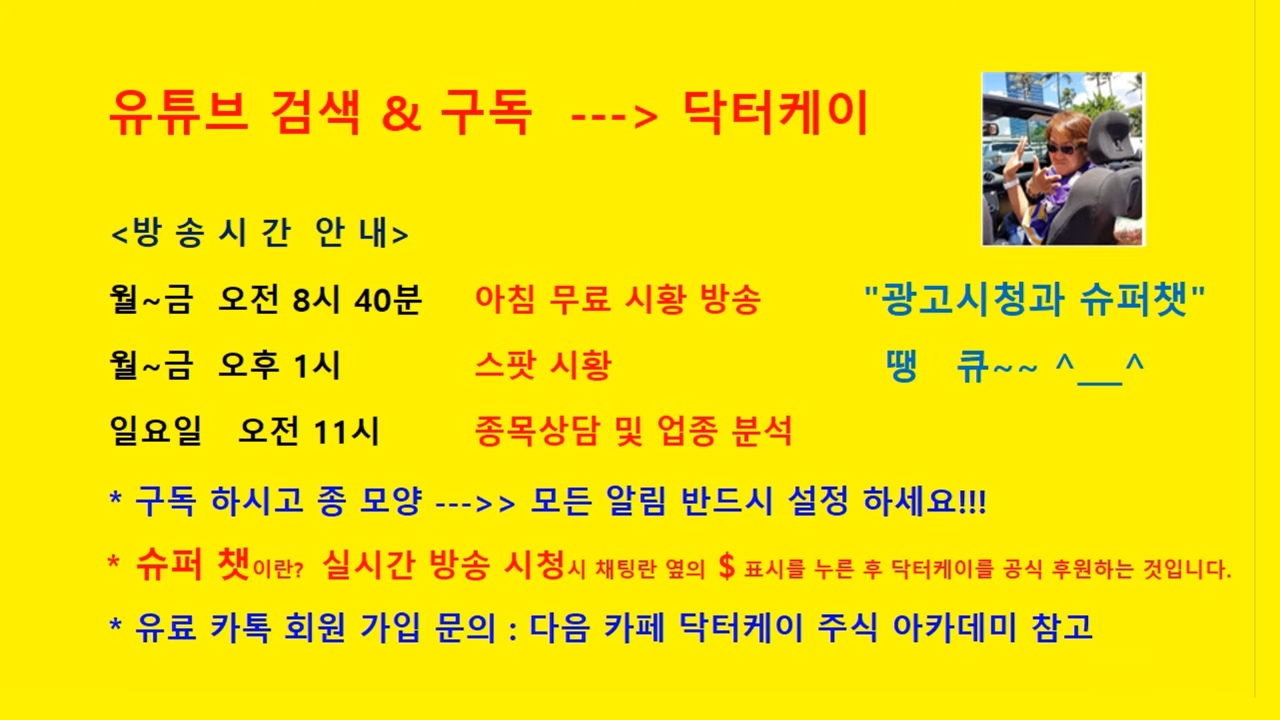 유튜브 검색 & 구독 ---> 닥터케이
<방 송 시 간 안 내>
월~금 오전 8시 40분 아침 무료 시황 방송 "광고시청과 슈퍼챗"
월~금 오후 1시 스팟 시황 땡 큐~~ ^__^
일요일 오전 11시 종목상담 및 업종 분석
* 구독 하시고 종 모양 --->> 모든 알림 반드시 설정 하세요!!!
* 슈퍼 챗이란? 실시간 방송 시청시 채팅란 옆의 $ 표시를 누른 후 닥터케이를 공식 후원하는 것입니다.
* 유료 카톡 회원 가입 문의 : 다음 카페 닥터케이 주식 아카데미 참고